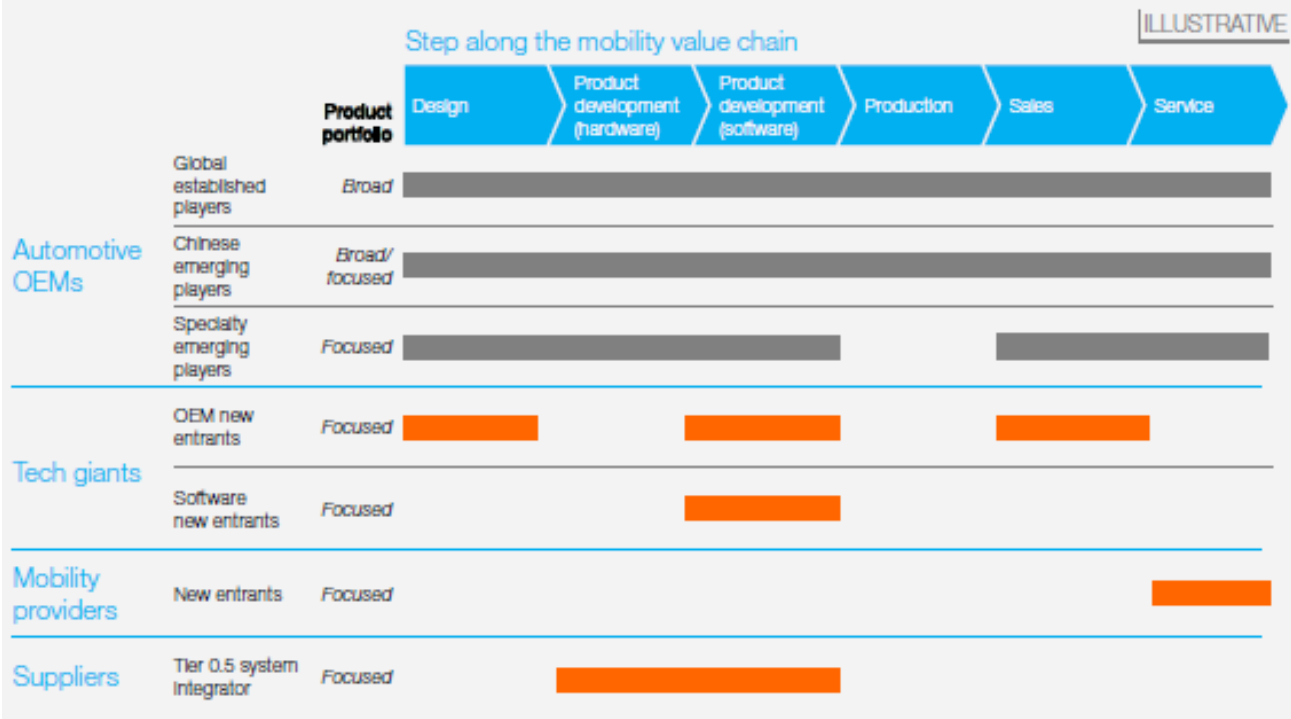 ILLUSTRATIVE
Step along the mobility value chain
Product
portfolio
Design
Product
development
(hardware)
Product
development
(software)
Production
Sales
Service
Automotive
OEMs
Global
established
players
Broad
Chinese
emerging
players
Broad/
focused
Specialty
emerging
players
Focused
Tech giants
OEM new
entrants
Focused
Software
new entrants
Focused
Mobility
providers
New entrants
Focused
Suppliers
Tier 0.5 system
integrator
Focused